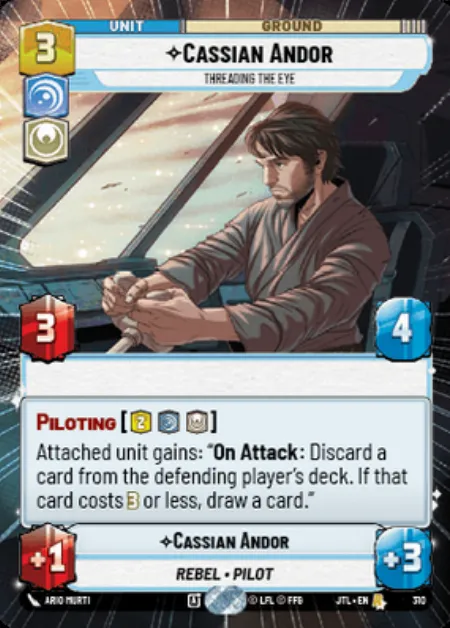 UNIT
GROUND
3
✧CASSIAN ANDOR
THREADING THE EYE
3
4
PILOTING [2]
Attached unit gains: “On Attack: Discard a
card from the defending player's deck. If that
card costs 3 or less, draw a card.”
+1
✧CASSIAN ANDOR
+3
REBEL • PILOT
ARIO MURTI
© LFL © FFG
JTL • EN
310